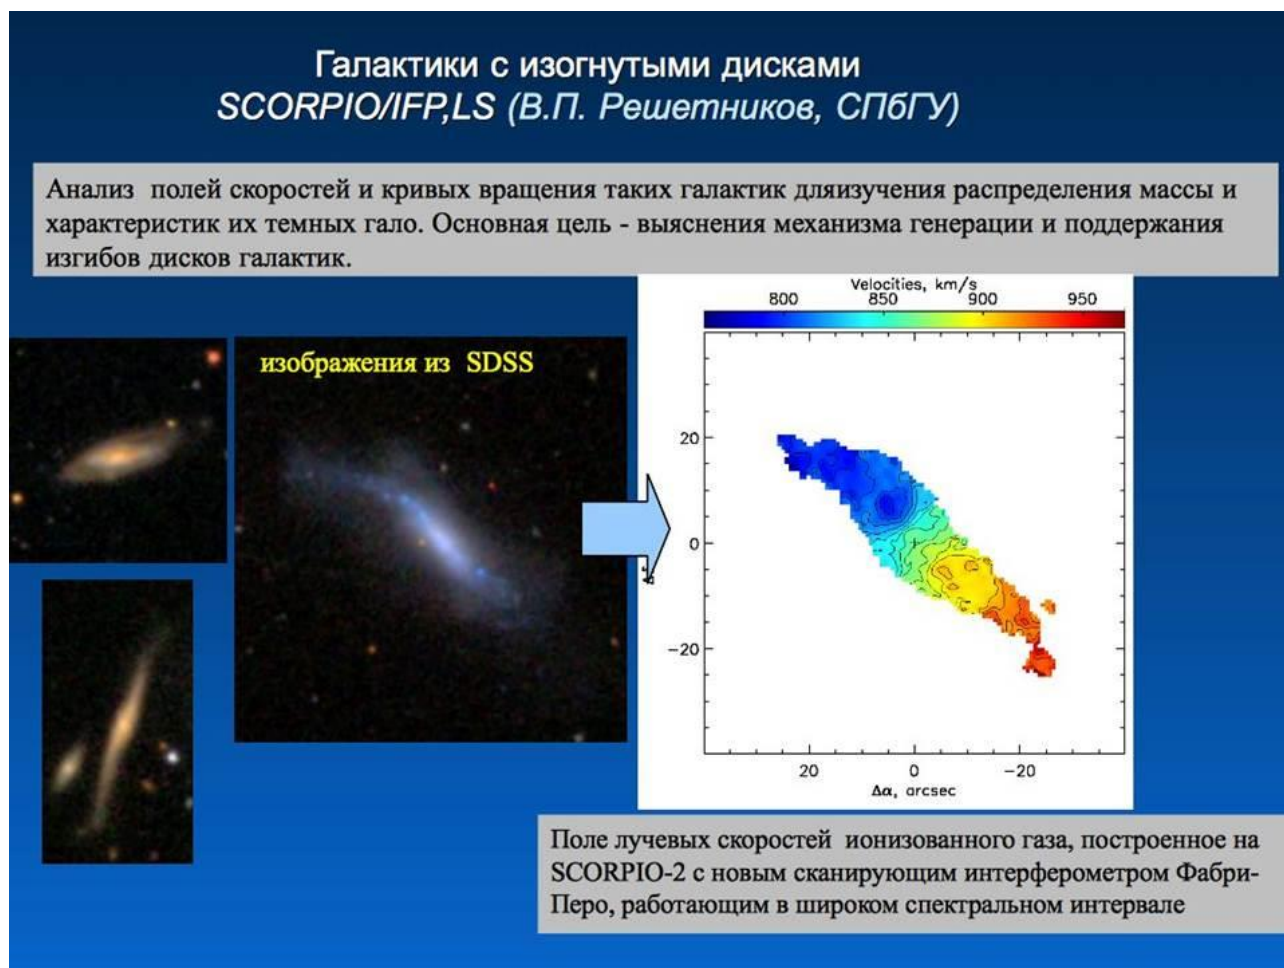 Галактики с изогнутыми дисками
SCORPIO/IFP,LS (В.П. Решетников, СПбГУ)
Анализ полей скоростей и кривых вращения таких галактик дляизучения распределения массы и
характеристик их темных гало. Основная цель - выяснения механизма генерации и поддержания
изгибов дисков галактик.
изображения из SDSS
Velocities, km/s
800 850 900 950
20
0
−20
20 0 −20
Δα, arcsec
Поле лучевых скоростей ионизованного газа, построенное на
SCORPIO-2 с новым сканирующим интерферометром Фабри-
Перо, работающим в широком спектральном интервале